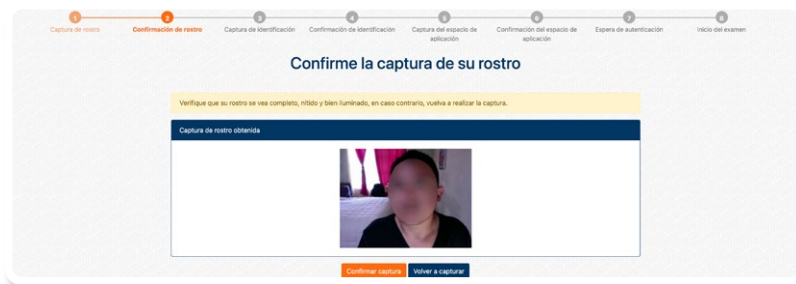 1 2 3 4 5 6 7 8
Captura de rostro Confirmación de rostro Captura de identificación Confirmación de identificación Captura del espacio de aplicación Confirmación del espacio de aplicación Espera de autenticación Inicio del examen
Confirme la captura de su rostro
Verifique que su rostro se vea completo, nítido y bien iluminado, en caso contrario, vuelva a realizar la captura.
Captura de rostro obtenida
Confirmar captura Volver a capturar